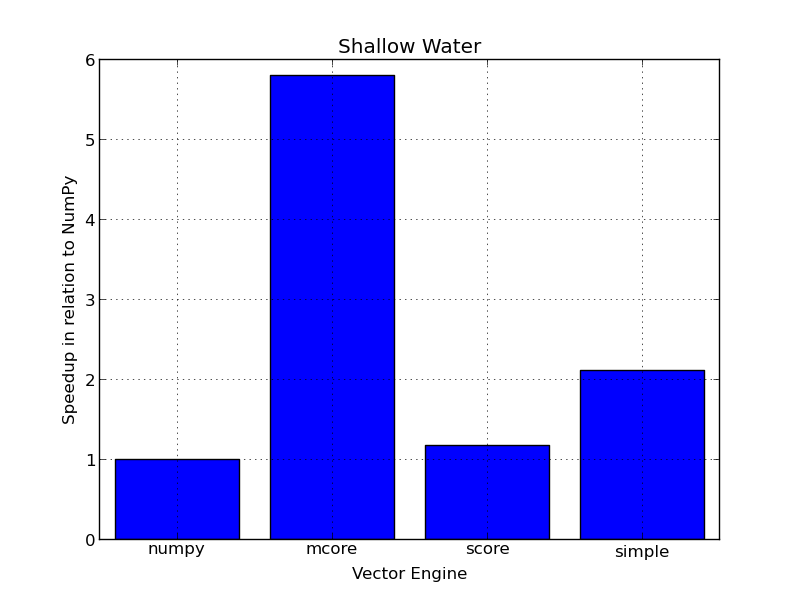 Shallow Water
6
5
4
3
2
1
0
Speedup in relation to NumPy
numpy mcore score simple
Vector Engine